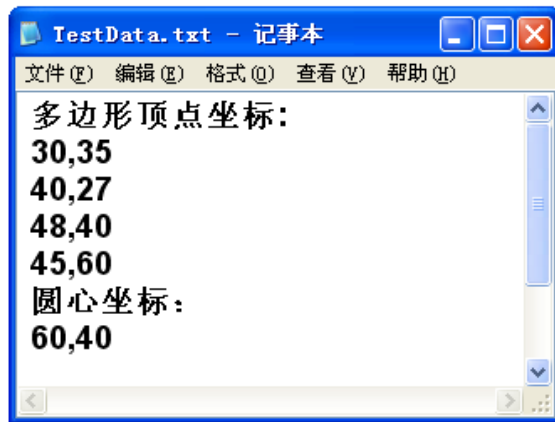 TestData.txt - 记事本
文件(F) 编辑(E) 格式(O) 查看(V) 帮助(H)
多边形顶点坐标:
30,35
40,27
48,40
45,60
圆心坐标：
60,40